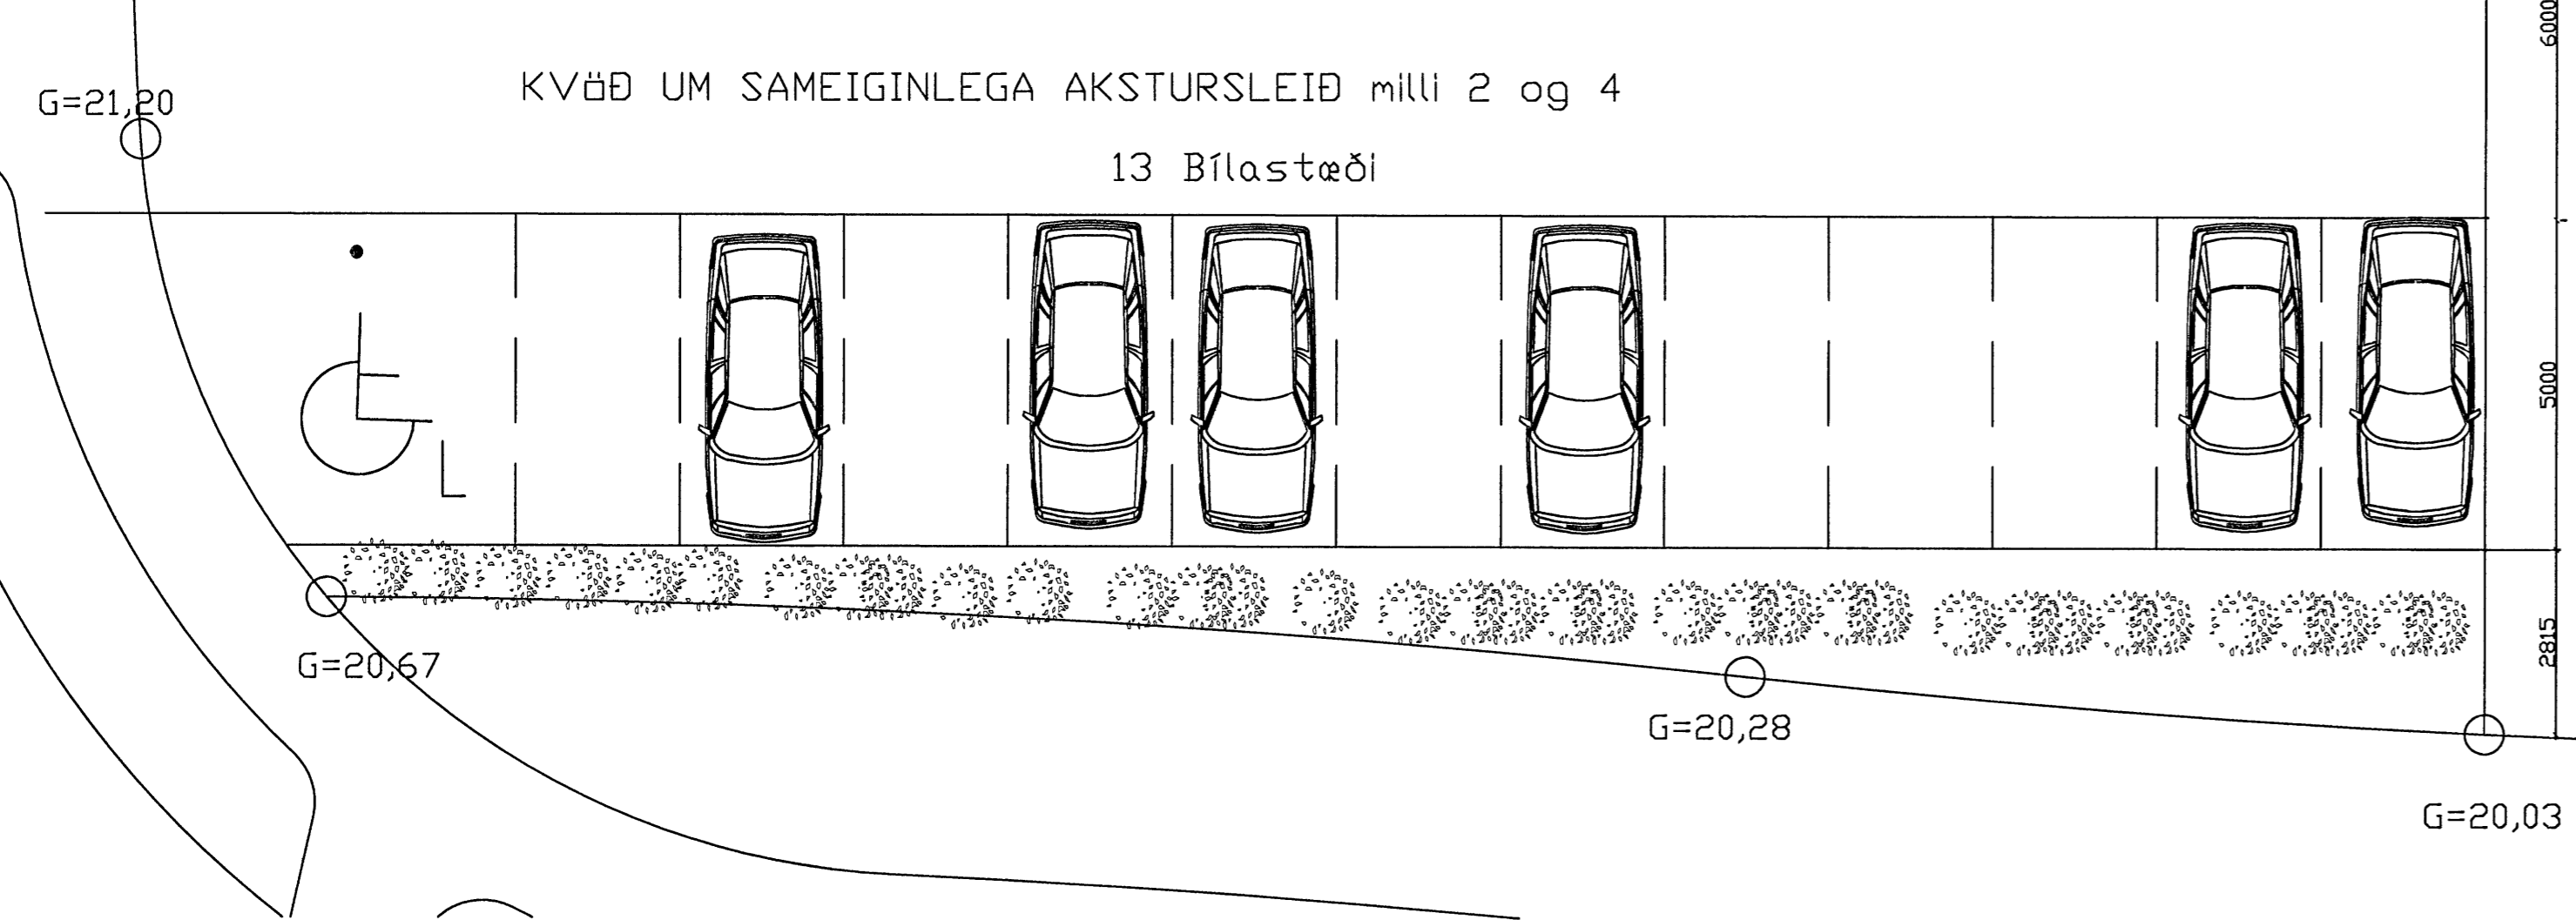 6000
KVöÐ UM SAMEIGINLEGA AKSTURSLEIÐ milli 2 og 4
G=21,20
13 Bílastæði
5000
2815
G=20,67
G=20,28
G=20,03